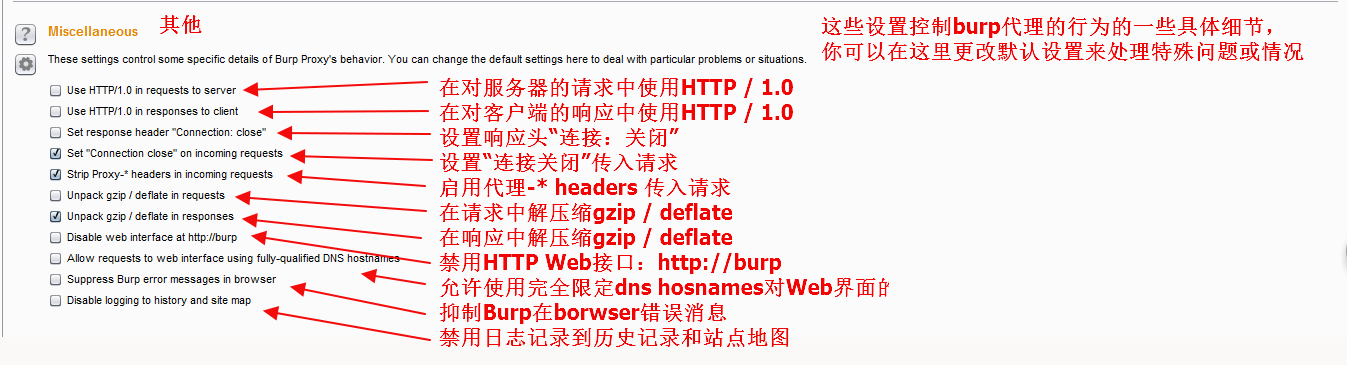 Miscellaneous 其他
这些设置控制burp代理的行为的一些具体细节，
你可以在这里更改默认设置来处理特殊问题或情况
These settings control some specific details of Burp Proxy's behavior. You can change the default settings here to deal with particular problems or situations.
Use HTTP/1.0 in requests to server 在对服务器的请求中使用HTTP / 1.0
Use HTTP/1.0 in responses to client 在对客户端的响应中使用HTTP / 1.0
Set response header "Connection: close" 设置响应头“连接：关闭”
Set "Connection close" on incoming requests 设置“连接关闭”传入请求
Strip Proxy-* headers in incoming requests 启用代理-* headers 传入请求
Unpack gzip / deflate in requests 在请求中解压缩gzip / deflate
Unpack gzip / deflate in responses 在响应中解压缩gzip / deflate
Disable web interface at http://burp 禁用HTTP Web接口：http://burp
Allow requests to web interface using fully-qualified DNS hostnames 允许使用完全限定dns hosnames对Web界面的
Suppress Burp error messages in browser 抑制Burp在borwser错误消息
Disable logging to history and site map 禁用日志记录到历史记录和站点地图